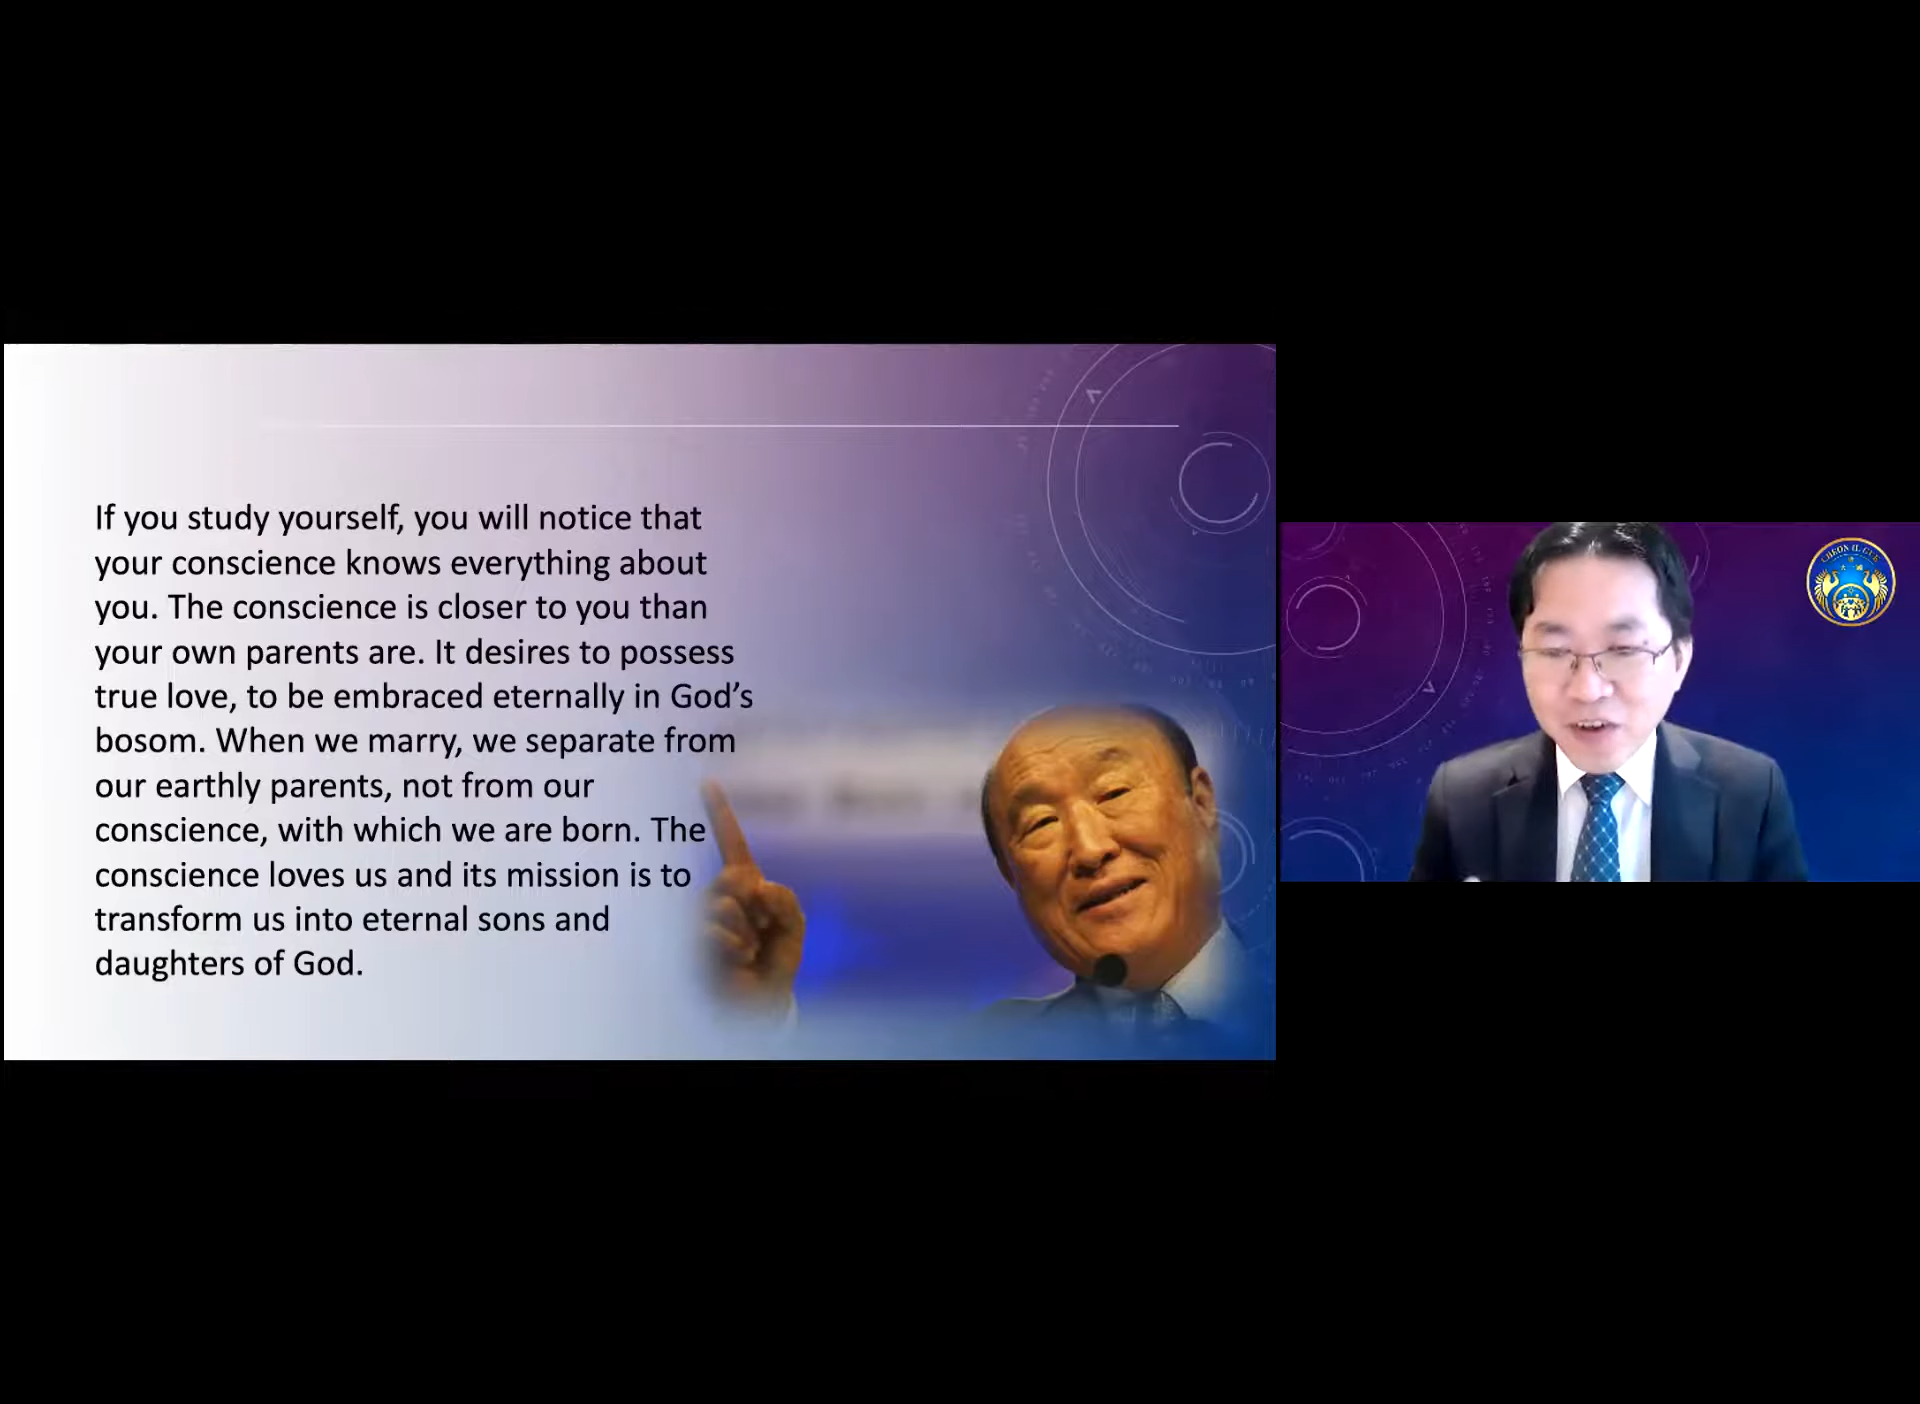 If you study yourself, you will notice that
your conscience knows everything about
you. The conscience is closer to you than
your own parents are. It desires to possess
true love, to be embraced eternally in God’s
bosom. When we marry, we separate from
our earthly parents, not from our
conscience, with which we are born. The
conscience loves us and its mission is to
transform us into eternal sons and
daughters of God.
CHEON IL GUK